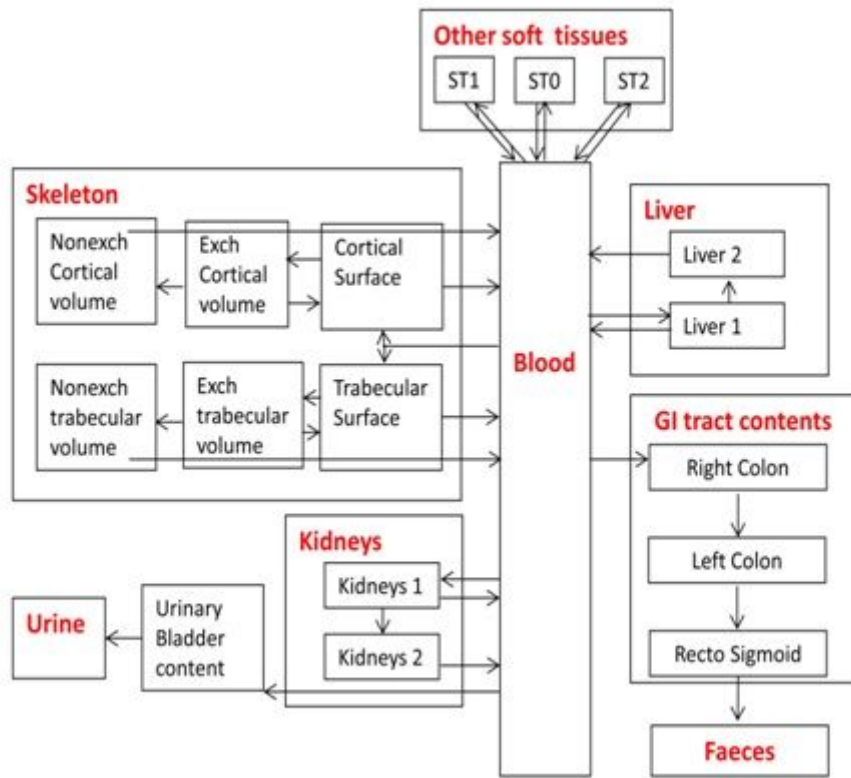 Other soft tissues
ST1
ST0
ST2
Skeleton
Nonexch
Cortical
volume
Exch
Cortical
volume
Cortical
Surface
Nonexch
trabecular
volume
Exch
trabecular
volume
Trabecular
Surface
Blood
Liver
Liver 2
Liver 1
GI tract contents
Right Colon
Left Colon
Recto Sigmoid
Faeces
Kidneys
Kidneys 1
Kidneys 2
Urinary
Bladder
content
Urine